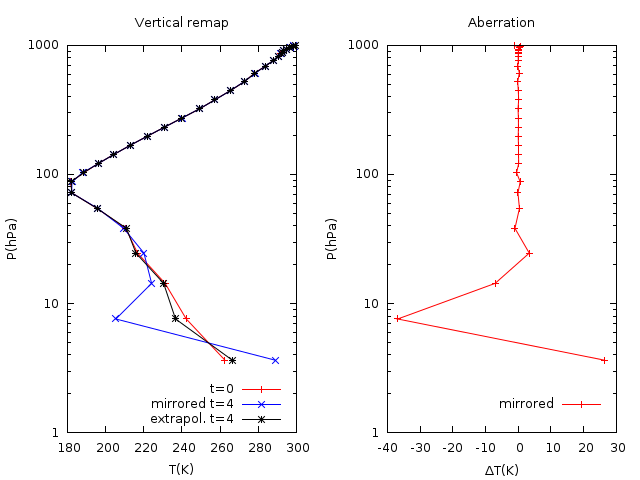 Vertical remap
1000
100
10
1
P(hPa)
t=0
mirrored t=4
extrapol. t=4
180 200 220 240 260 280 300
T(K)
Aberration
1000
100
10
1
P(hPa)
mirrored
-40 -30 -20 -10 0 10 20 30
ΔT(K)